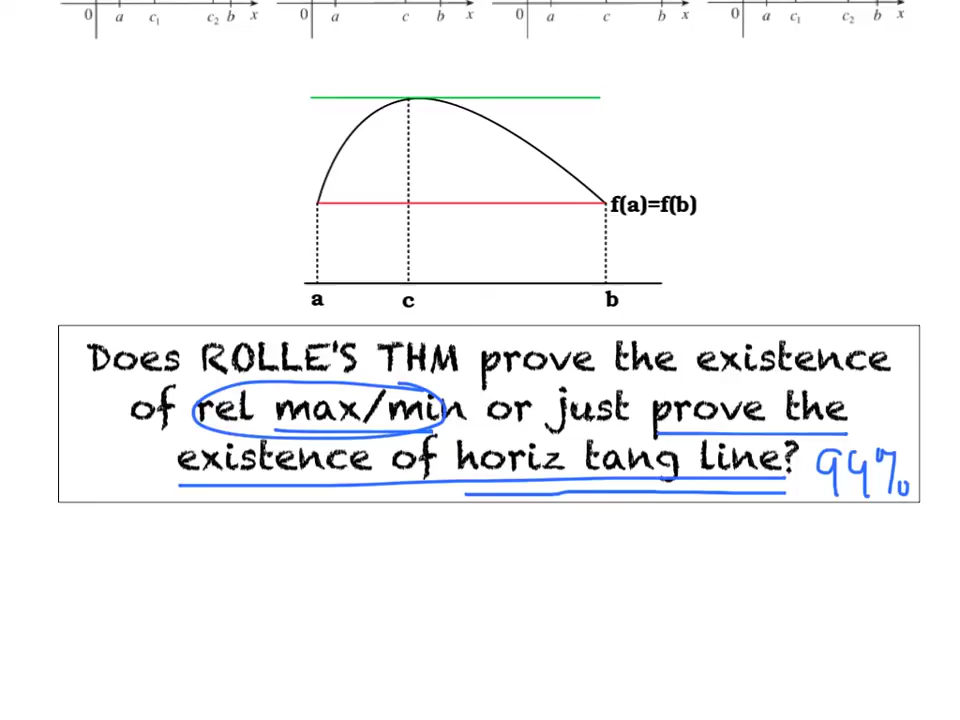 0 a c₁ c₂ b x 0 a c b x 0 a c b x 0 a c₁ c₂ b x
f(a)=f(b)
a c b
Does ROLLE'S THM prove the existence
of rel max/min or just prove the
existence of horiz tang line?
99%